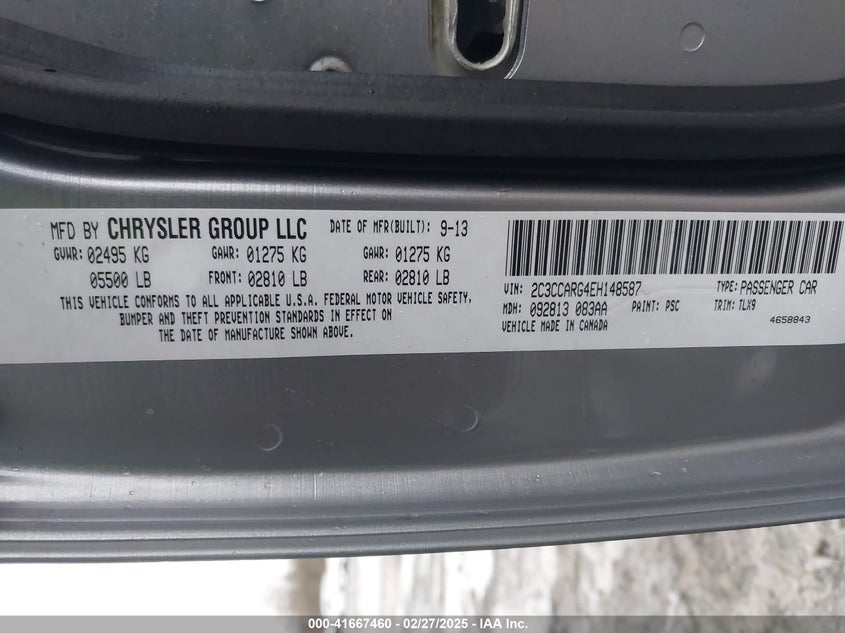 MFD BY CHRYSLER GROUP LLC DATE OF MFR(BUILT): 9-13
GVWR: 02495 KG GAWR: 01275 KG GAWR: 01275 KG
05500 LB FRONT: 02810 LB REAR: 02810 LB
THIS VEHICLE CONFORMS TO ALL APPLICABLE U.S.A. FEDERAL MOTOR VEHICLE SAFETY,
BUMPER AND THEFT PREVENTION STANDARDS IN EFFECT ON
THE DATE OF MANUFACTURE SHOWN ABOVE.
VIN: 2C3CCARG4EH148587 TYPE: PASSENGER CAR
MDH: 092813 083AA PAINT: PSC TRIM: TLX9
VEHICLE MADE IN CANADA 4658843
000-41667460 - 02/27/2025 - IAA Inc.